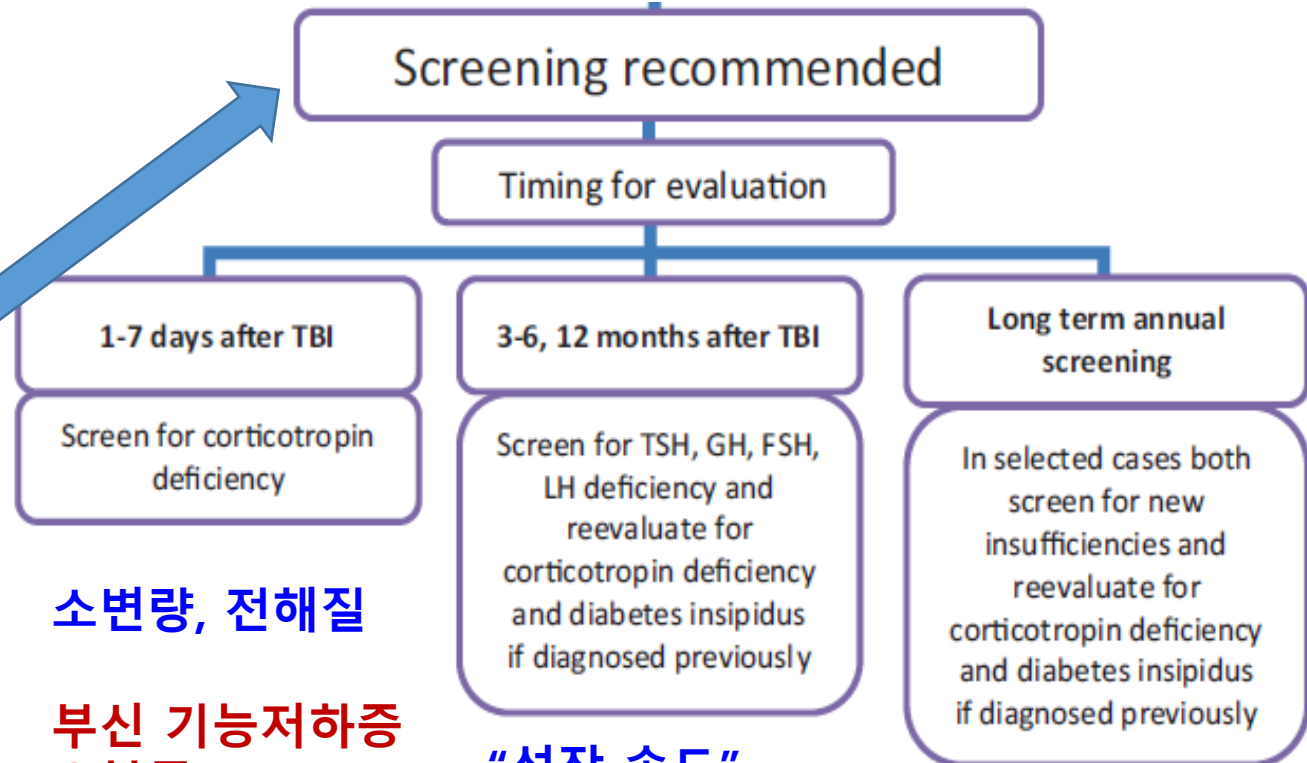 Screening recommended
Timing for evaluation
1-7 days after TBI
Screen for corticotropin
deficiency
소변량, 전해질
부신 기능저하증
3-6, 12 months after TBI
Screen for TSH, GH, FSH,
LH deficiency and
reevaluate for
corticotropin deficiency
and diabetes insipidus
if diagnosed previously
Long term annual
screening
In selected cases both
screen for new
insufficiencies and
reevaluate for
corticotropin deficiency
and diabetes insipidus
if diagnosed previously